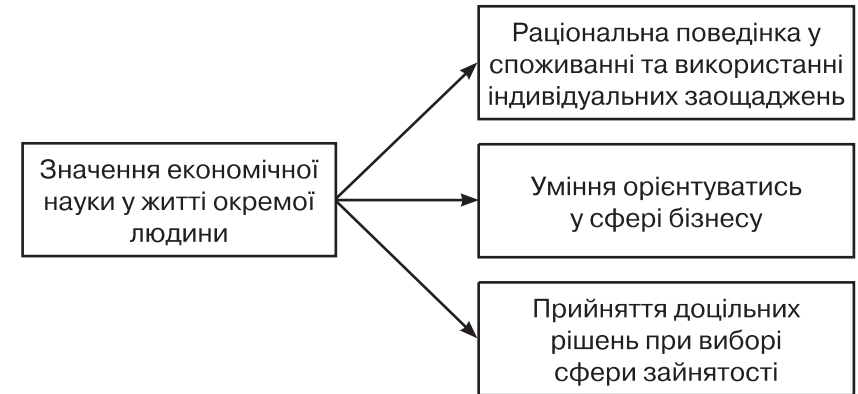 Раціональна поведінка у
споживанні та використанні
індивідуальних заощаджень
Значення економічної
науки у житті окремої
людини
Уміння орієнтуватись
у сфері бізнесу
Прийняття доцільних
рішень при виборі
сфери зайнятості